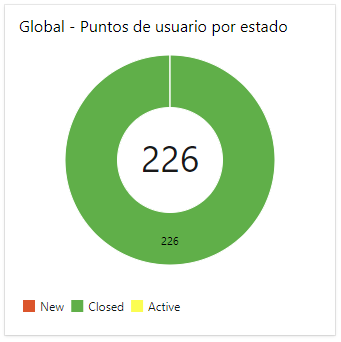 Global - Puntos de usuario por estado
226
226
New Closed Active